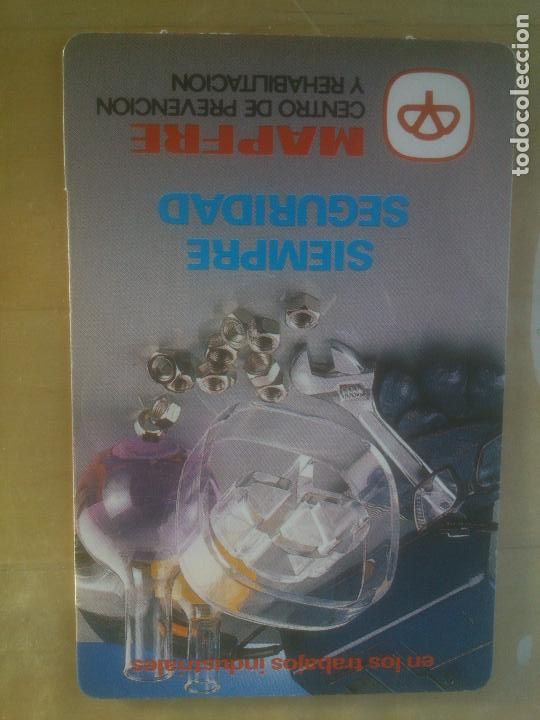 en los trabajos industriales
SIEMPRE
SEGURIDAD
MAPFRE
CENTRO DE PREVENCION
Y REHABILITACION
todocoleccion